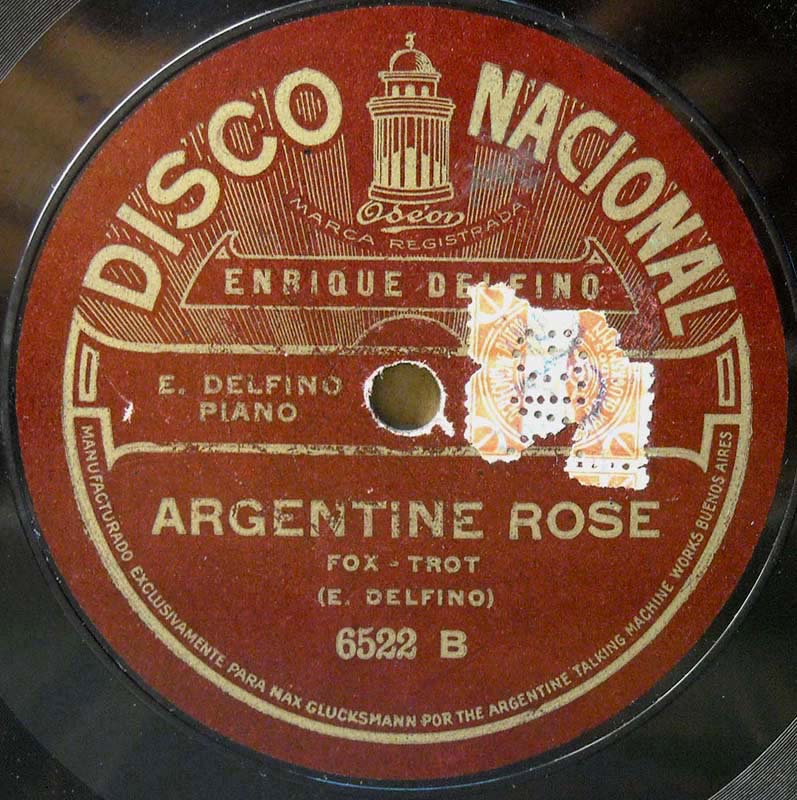 DISCO NACIONAL
Odéon
MARCA REGISTRADA
ENRIQUE DELFINO
E. DELFINO
PIANO
ARGENTINE ROSE
FOX-TROT
(E. DELFINO)
6522 B
MANUFACTURADO EXCLUSIVAMENTE PARA MAX GLUCKSMANN POR THE ARGENTINE TALKING MACHINE WORKS BUENOS AIRES